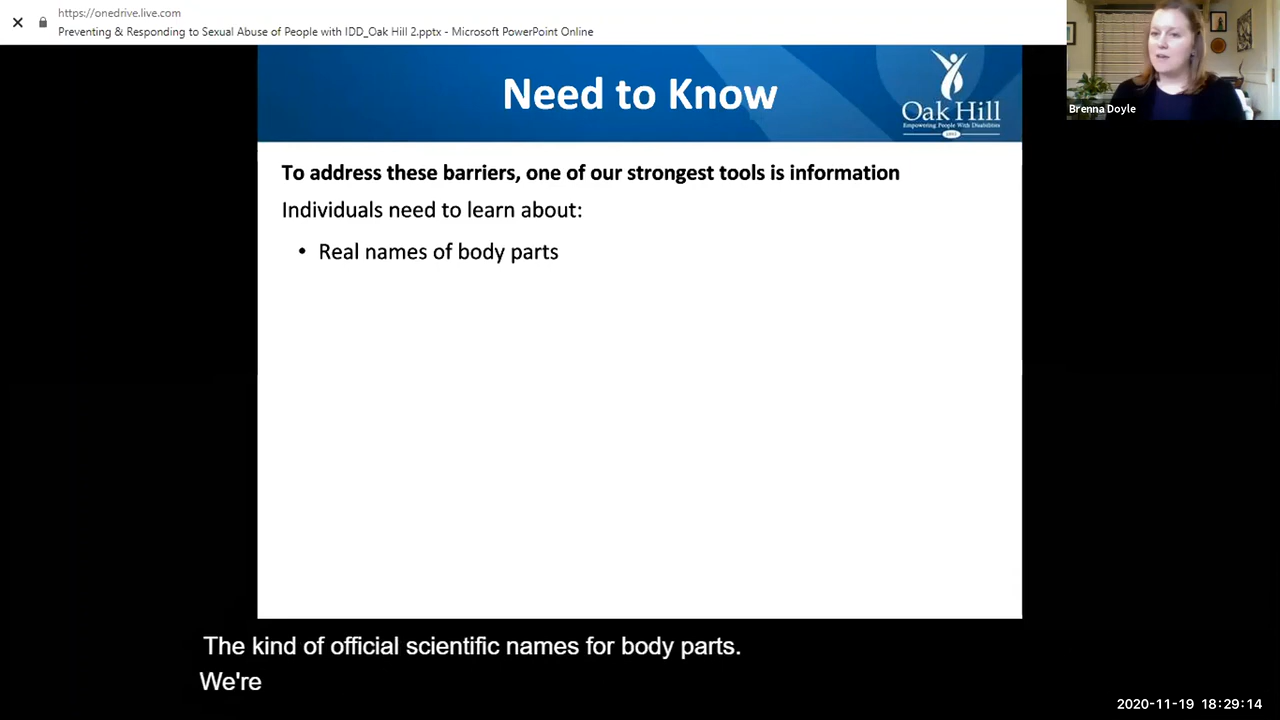 https://onedrive.live.com
Preventing & Responding to Sexual Abuse of People with IDD_Oak Hill 2.pptx - Microsoft PowerPoint Online
Need to Know
Oak Hill
Empowering People With Disabilities
Brenna Doyle
To address these barriers, one of our strongest tools is information
Individuals need to learn about:
• Real names of body parts
The kind of official scientific names for body parts.
We're
2020-11-19 18:29:14